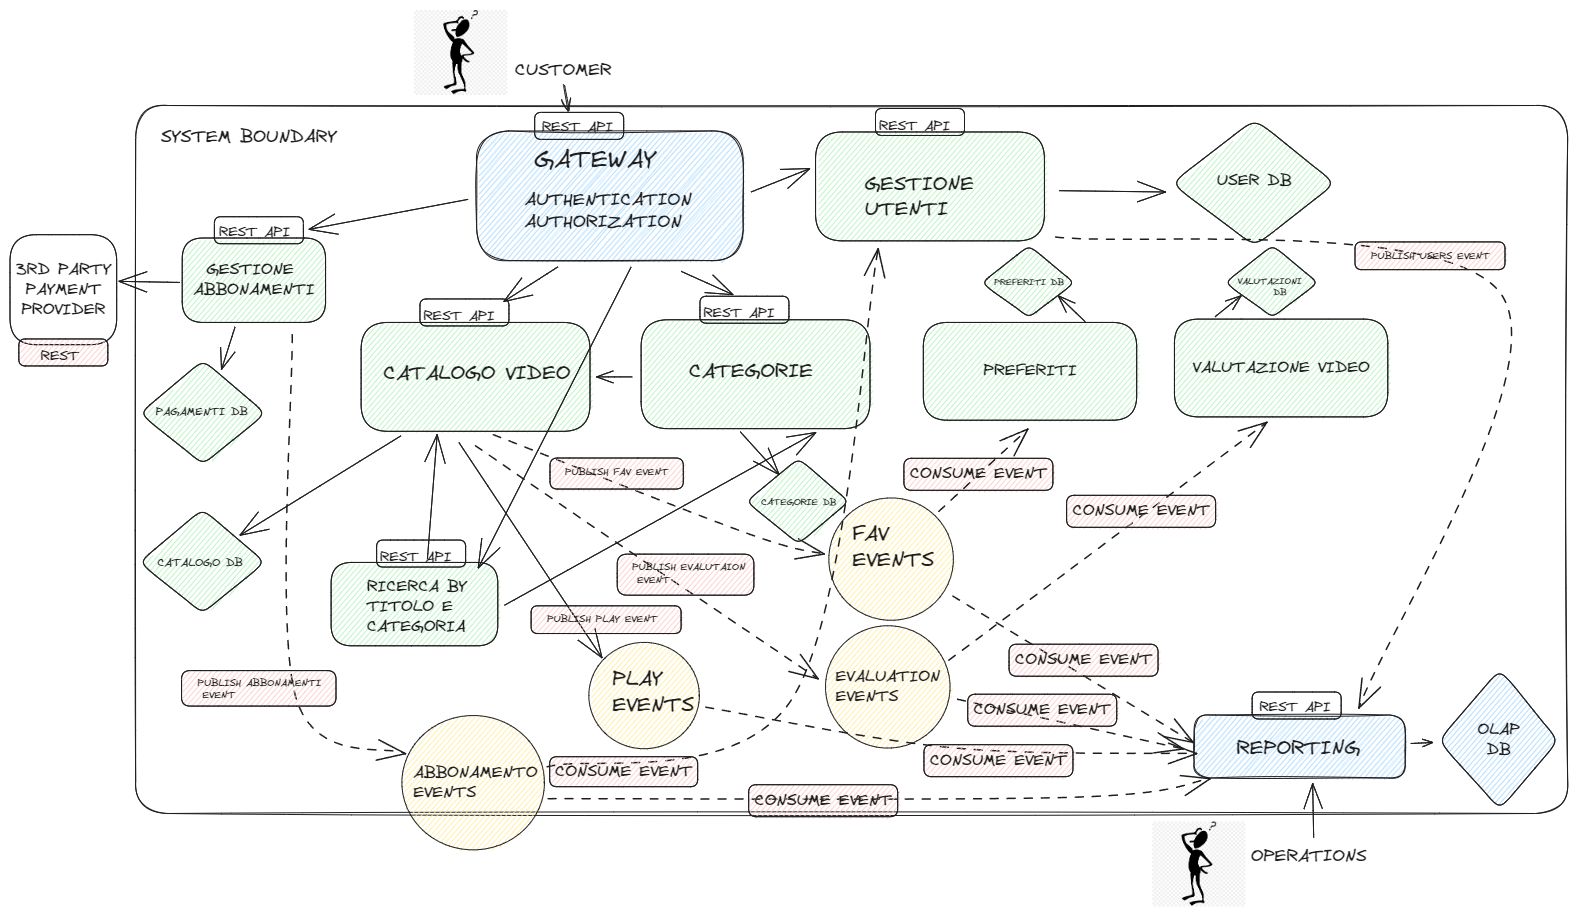 ?
CUSTOMER
SYSTEM BOUNDARY
REST API
GATEWAY
AUTHENTICATION
AUTHORIZATION
REST API
GESTIONE
UTENTI
USER DB
PUBLISH USERS EVENT
3RD PARTY
PAYMENT
PROVIDER
REST
REST API
GESTIONE
ABBONAMENTI
PAGAMENTI DB
REST API
CATALOGO VIDEO
REST API
CATEGORIE
PREFERITI DB
PREFERITI
VALUTAZIONI
DB
VALUTAZIONE VIDEO
PUBLISH FAV EVENT
CATEGORIE DB
CONSUME EVENT
CONSUME EVENT
CATALOGO DB
REST API
RICERCA BY
TITOLO E
CATEGORIA
FAV
EVENTS
PUBLISH EVALUTAION
EVENT
PUBLISH PLAY EVENT
PUBLISH ABBONAMENTI
EVENT
PLAY
EVENTS
EVALUATION
EVENTS
CONSUME EVENT
CONSUME EVENT
CONSUME EVENT
REST API
REPORTING
OLAP
DB
ABBONAMENTO
EVENTS
CONSUME EVENT
CONSUME EVENT
?
OPERATIONS